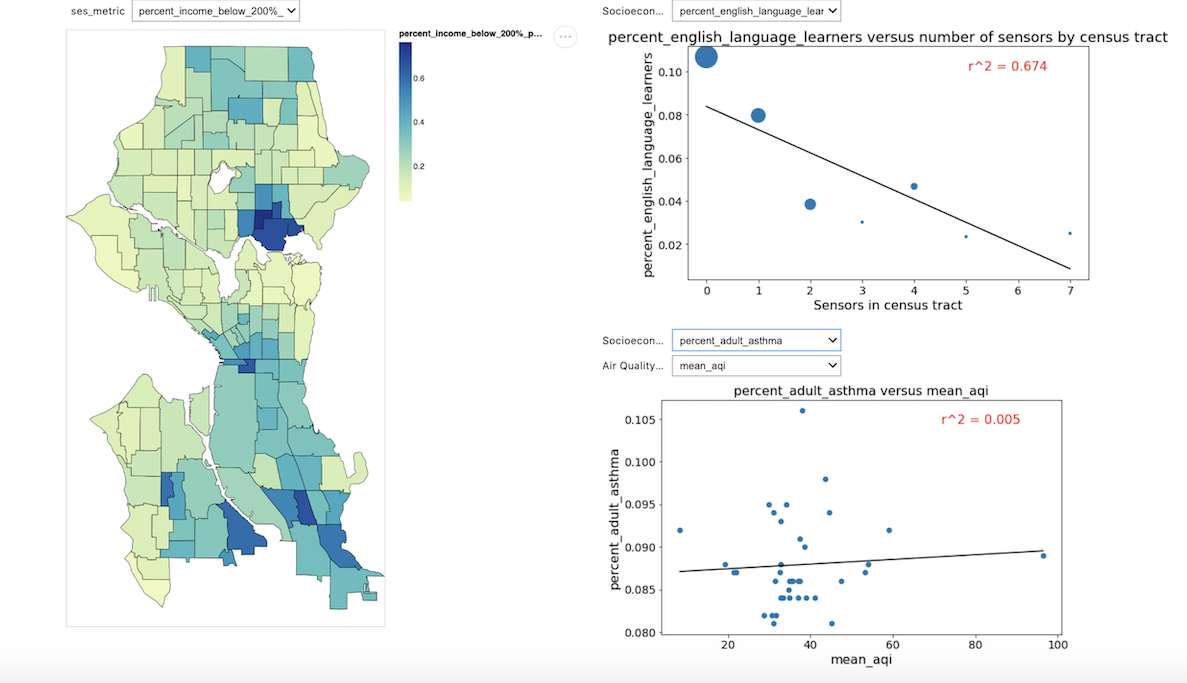 ses_metric percent_income_below_200%_
percent_income_below_200%_p...
0.6
0.4
0.2
Socioecon... percent_english_language_lear
percent_english_language_learners versus number of sensors by census tract
r^2 = 0.674
percent_english_language_learners
0.10
0.08
0.06
0.04
0.02
0 1 2 3 4 5 6 7
Sensors in census tract
Socioecon... percent_adult_asthma
Air Quality... mean_aqi
percent_adult_asthma versus mean_aqi
r^2 = 0.005
percent_adult_asthma
0.105
0.100
0.095
0.090
0.085
0.080
20 40 60 80 100
mean_aqi